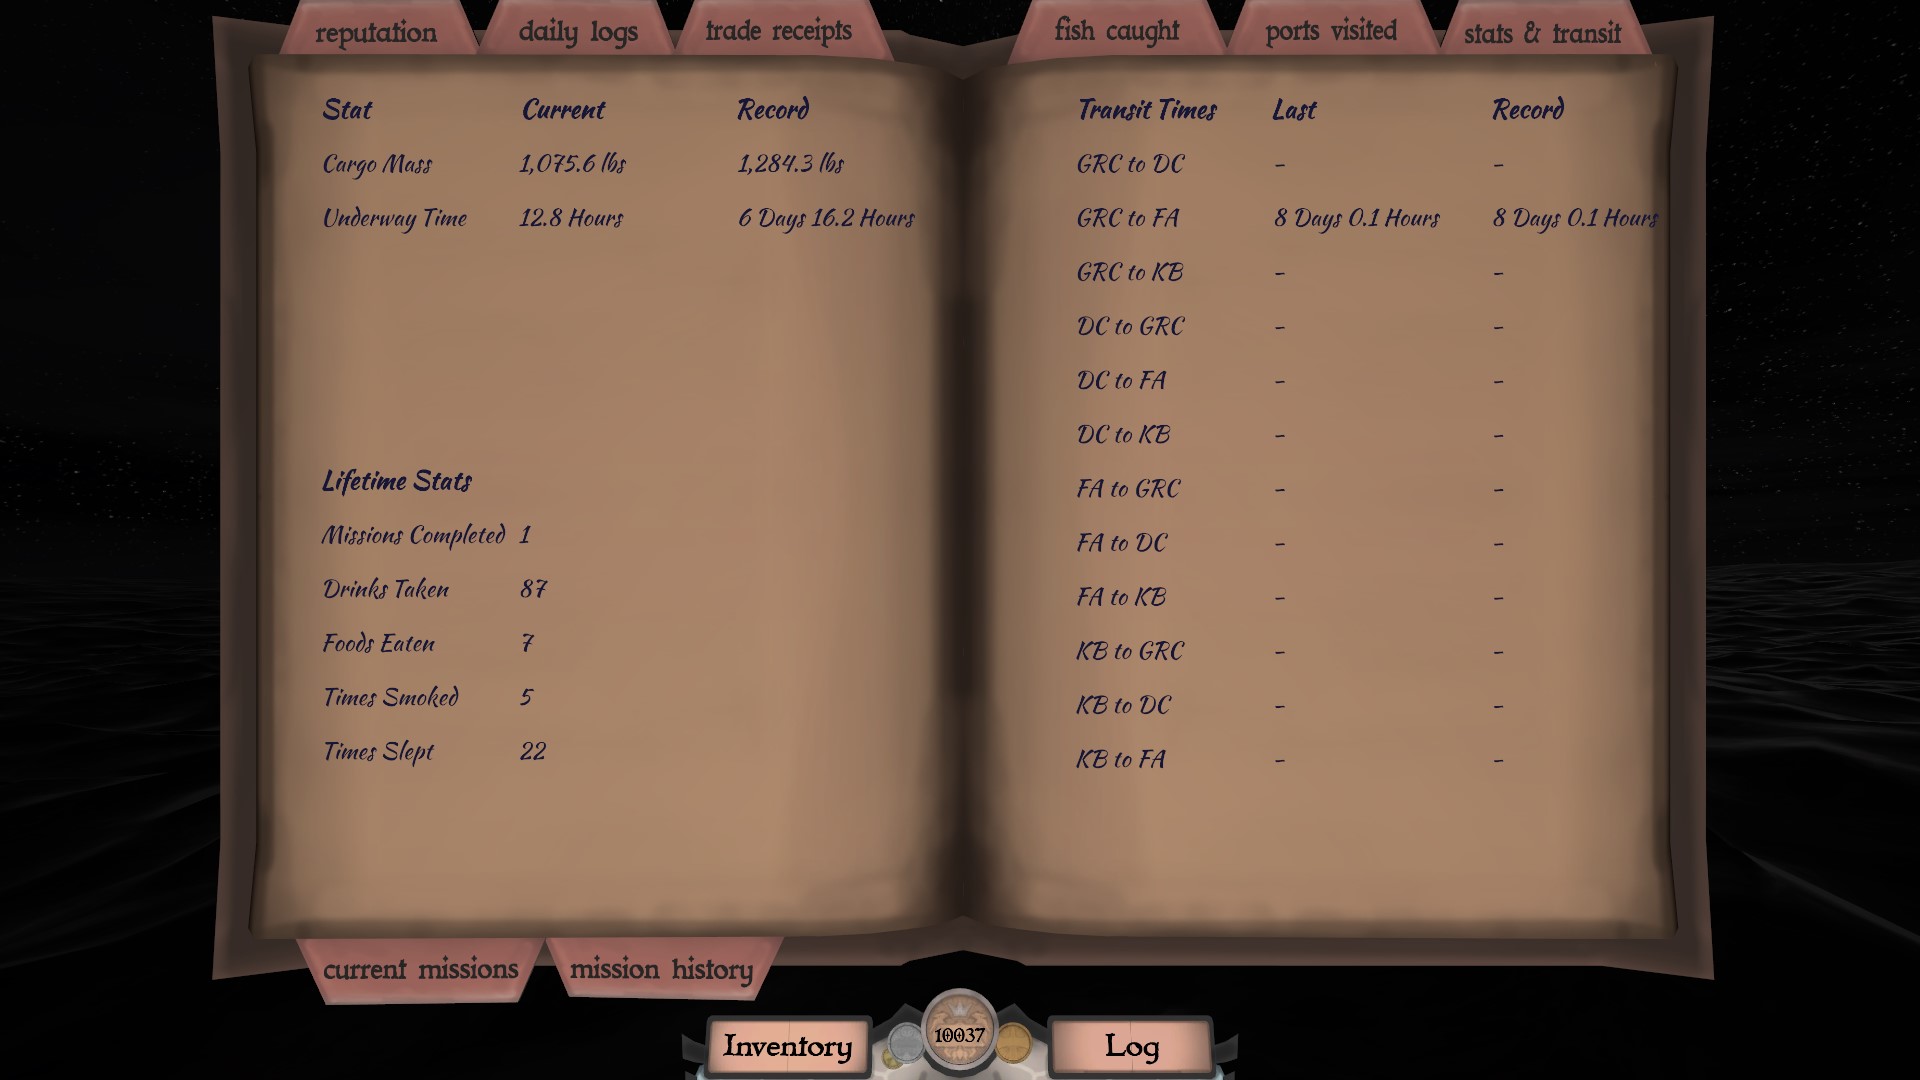 reputation
daily logs
trade receipts
fish caught
ports visited
stats & transit
Stat Current Record
Cargo Mass 1,075.6 lbs 1,284.3 lbs
Underway Time 12.8 Hours 6 Days 16.2 Hours
Lifetime Stats
Missions Completed 1
Drinks Taken 87
Foods Eaten 7
Times Smoked 5
Times Slept 22
Transit Times Last Record
GRC to DC - -
GRC to FA 8 Days 0.1 Hours 8 Days 0.1 Hours
GRC to KB - -
DC to GRC - -
DC to FA - -
DC to KB - -
FA to GRC - -
FA to DC - -
FA to KB - -
KB to GRC - -
KB to DC - -
KB to FA - -
current missions
mission history
Inventory
10037
Log